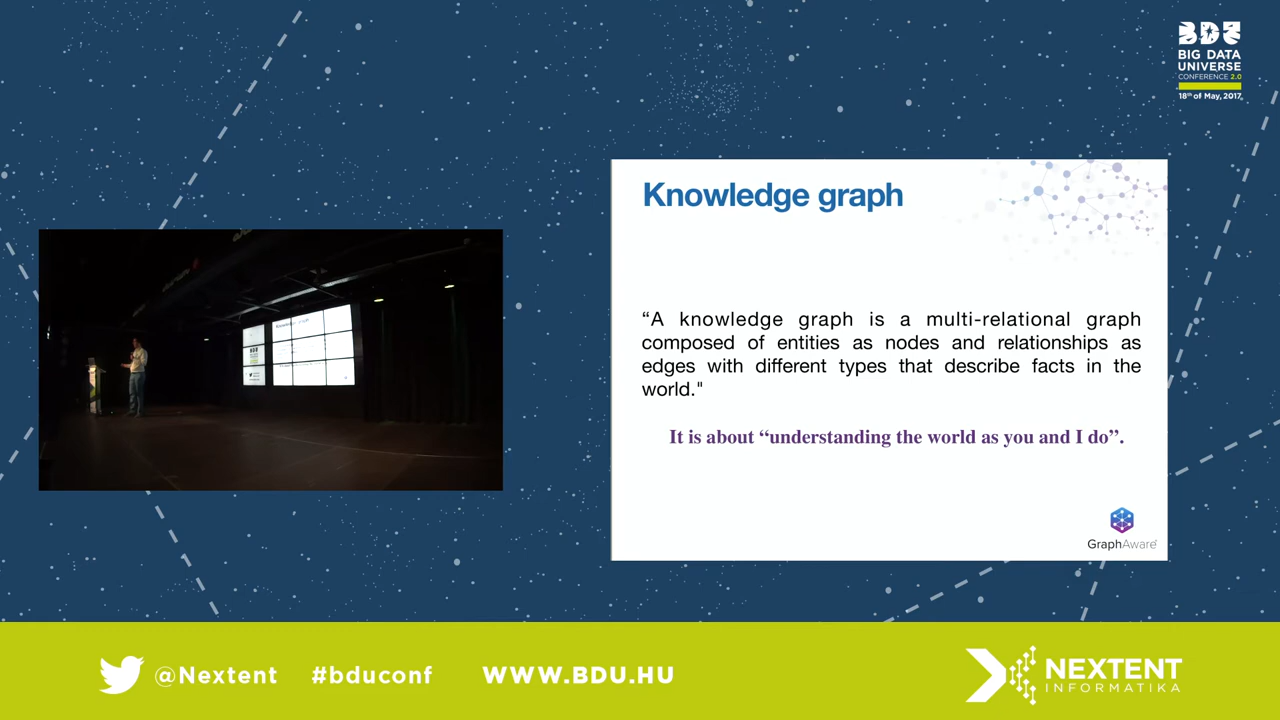 BDU
BIG DATA
UNIVERSE
CONFERENCE 2.0
18th of May, 2017.
Knowledge graph
“A knowledge graph is a multi-relational graph
composed of entities as nodes and relationships as
edges with different types that describe facts in the
world."
It is about “understanding the world as you and I do”.
GraphAware
Knowledge graph
@Nextent
#bduconf
WWW.BDU.HU
NEXTENT
INFORMATIKA